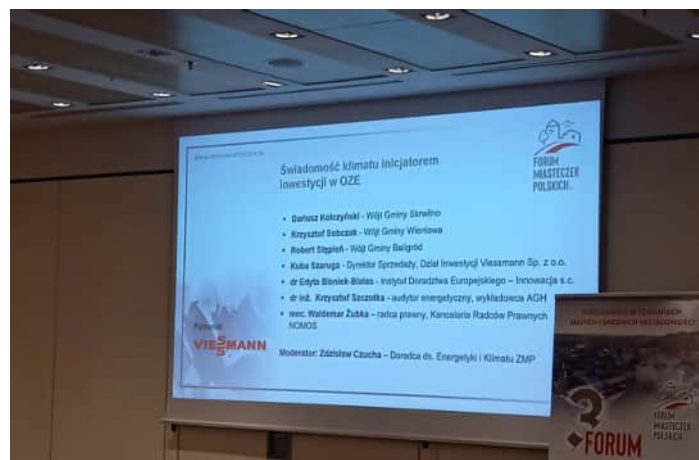 Świadomość klimatu inicjatorem
inwestycji w OZE
• Dariusz Kołczyński - Wójt Gminy Skrwilno
• Krzysztof Sobczak - Wójt Gminy Wieniawa
• Robert Stępień - Wójt Gminy Baligród
• Kuba Szaruga - Dyrektor Sprzedaży, Dział Inwestycji Viessmann Sp. z o.o.
• dr Edyta Bieniek-Białas - Instytut Doradztwa Europejskiego – Innowacja s.c.
• dr inż. Krzysztof Szczotka – audytor energetyczny, wykładowca AGH
• mec. Waldemar Żubka – radca prawny, Kancelaria Radców Prawnych
NOMOS
Moderator: Zdzisław Czucha – Doradca ds. Energetyki i Klimatu ZMP
VIESSMANN
FORUM
MIASTECZEK
POLSKICH
3
FORUM
FORUM
MIASTECZEK
POLSKICH